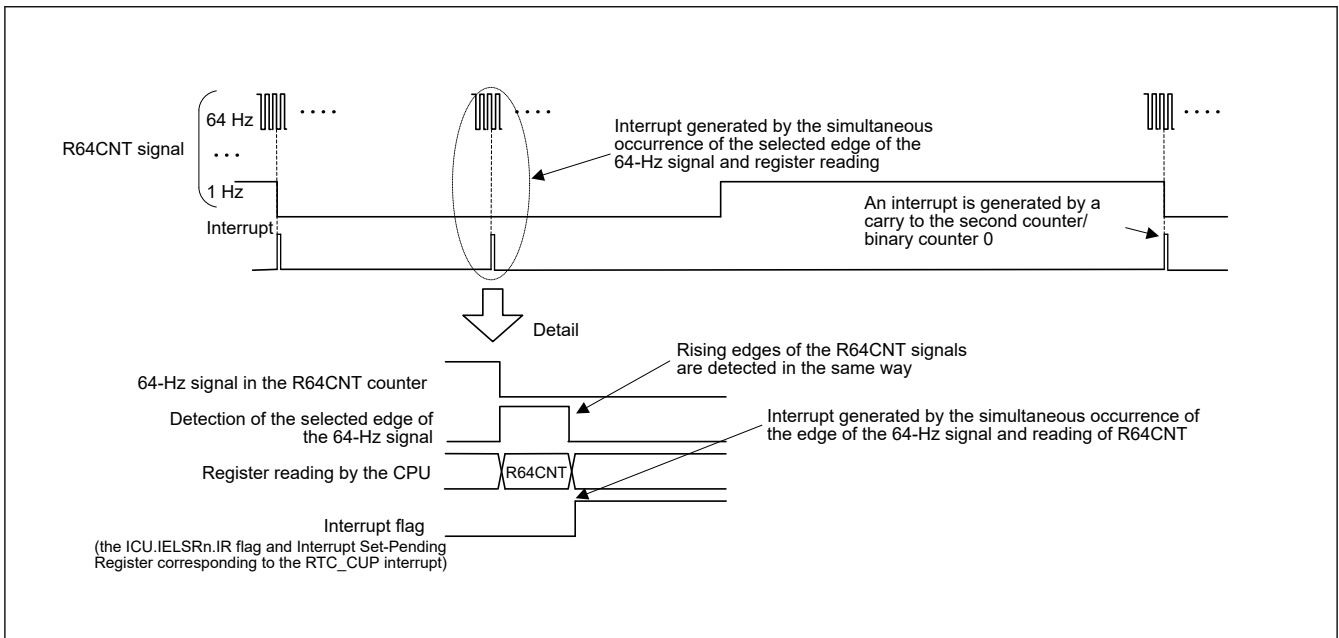 64 Hz
R64CNT signal
1 Hz
Interrupt
Interrupt generated by the simultaneous
occurrence of the selected edge of the
64-Hz signal and register reading
An interrupt is generated by a
carry to the second counter/
binary counter 0
Detail
64-Hz signal in the R64CNT counter
Rising edges of the R64CNT signals
are detected in the same way
Detection of the selected edge of
the 64-Hz signal
Interrupt generated by the simultaneous occurrence of
the edge of the 64-Hz signal and reading of R64CNT
Register reading by the CPU
R64CNT
Interrupt flag
(the ICU.IELSRn.IR flag and Interrupt Set-Pending
Register corresponding to the RTC_CUP interrupt)